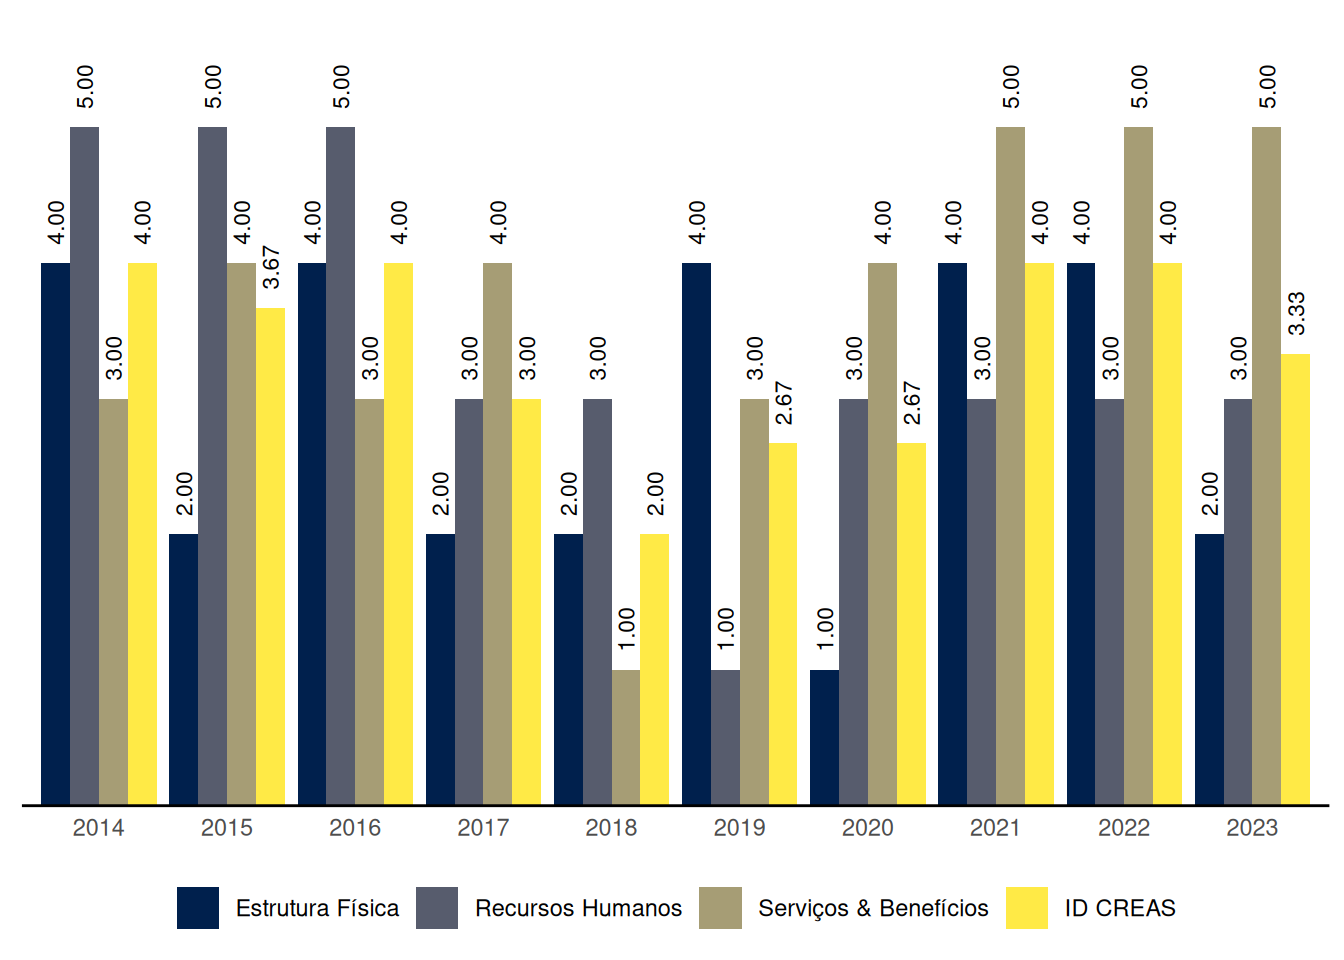 4.00 5.00 3.00 4.00
2.00 5.00 4.00 3.67
4.00 5.00 3.00 4.00
2.00 3.00 4.00 3.00
2.00 3.00 1.00 2.00
4.00 1.00 3.00 2.67
1.00 3.00 4.00 2.67
4.00 3.00 5.00 4.00
4.00 3.00 5.00 4.00
2.00 3.00 5.00 3.33
2014 2015 2016 2017 2018 2019 2020 2021 2022 2023
Estrutura Física Recursos Humanos Serviços & Benefícios ID CREAS